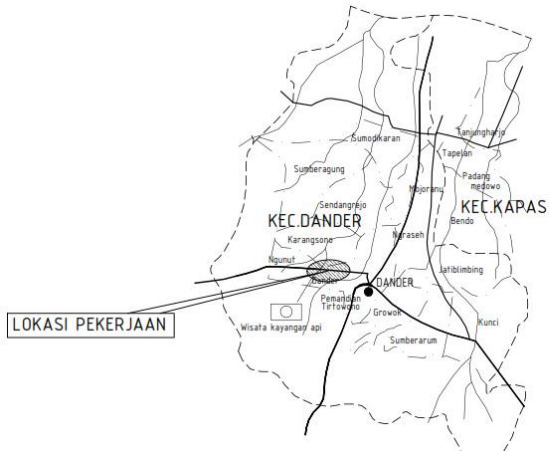 Sumodikaran
Tanjungharjo
Tapelan
Sumberagung
Padang
medowo
Mojoranu
Sendangrejo
KEC.KAPAS
KEC.DANDER
Bendo
Ngraseh
Karangsono
Ngunut
Jatiblimbing
Dander
DANDER
Pemandian
Tirtowono
Growok
LOKASI PEKERJAAN
Wisata kayangan api
Kunci
Sumberarum